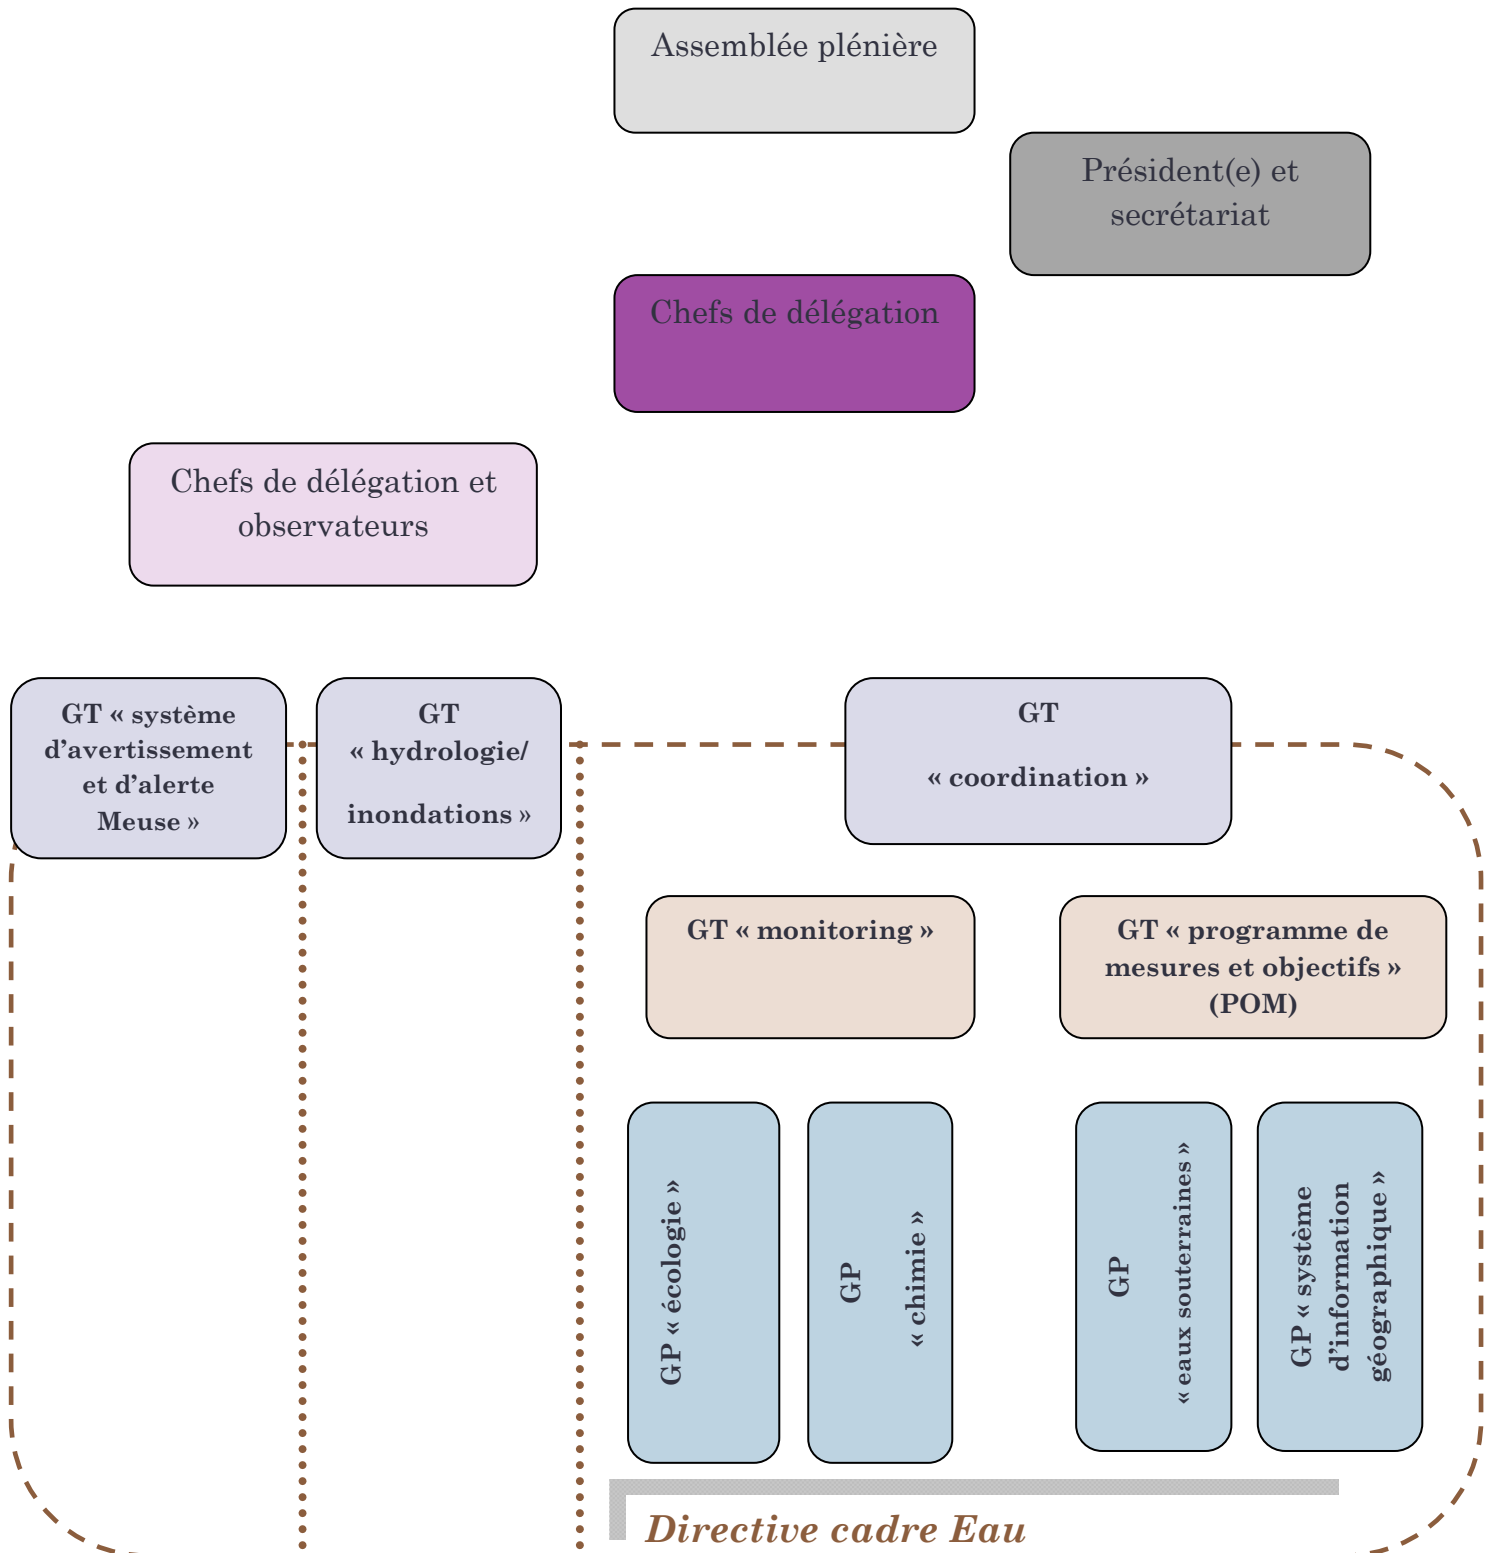 Assemblée plénière
Président(e) et
secrétariat
Chefs de délégation
Chefs de délégation et
observateurs
GT « système
d'avertissement
et d'alerte
Meuse »
GT
« hydrologie/
inondations »
GT
« coordination »
GT « monitoring »
GT « programme de
mesures et objectifs »
(POM)
GP « écologie »
GP
« chimie »
GP
« eaux souterraines »
GP « système
d'information
géographique »
Directive cadre Eau